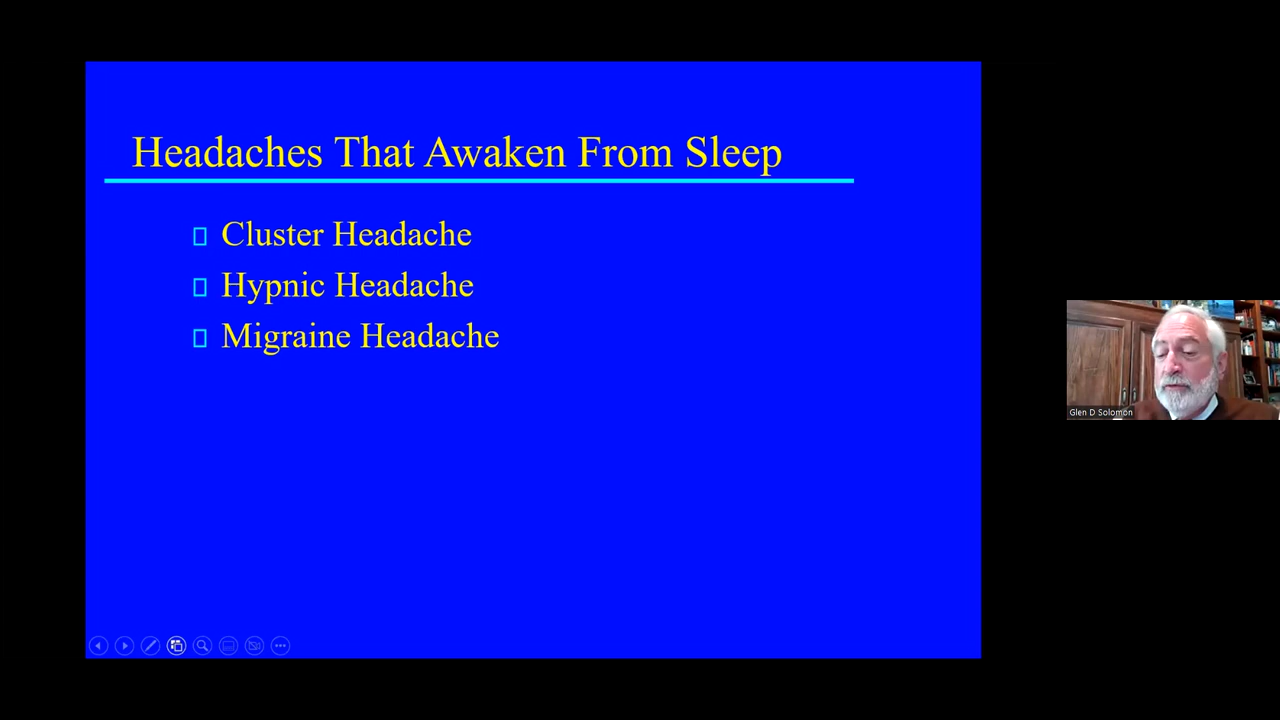 Headaches That Awaken From Sleep
Cluster Headache
Hypnic Headache
Migraine Headache
Glen D Solomon